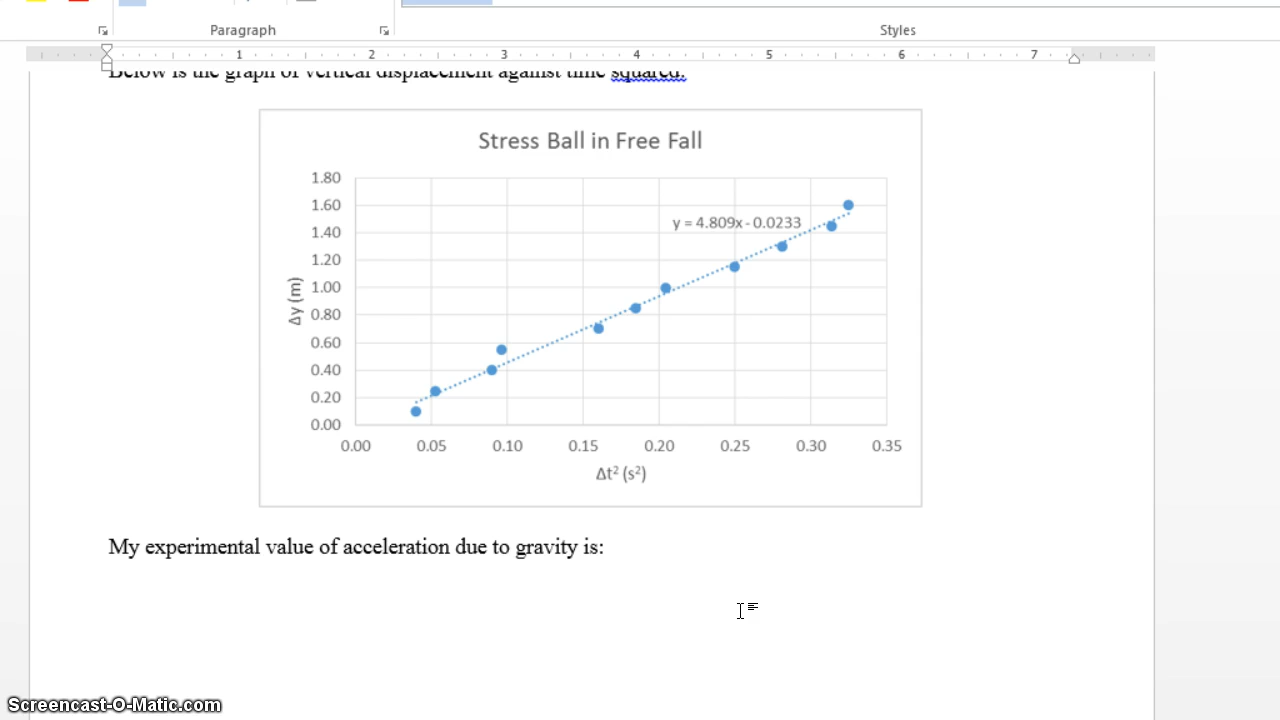 Paragraph
Styles
1 2 3 4 5 6 7
Below is the graph of vertical displacement against time squared.
Stress Ball in Free Fall
1.80
1.60
y = 4.809x - 0.0233
1.40
1.20
1.00
Δy (m)
0.80
0.60
0.40
0.20
0.00
0.00 0.05 0.10 0.15 0.20 0.25 0.30 0.35
Δt² (s²)
My experimental value of acceleration due to gravity is:
Screencast-O-Matic.com